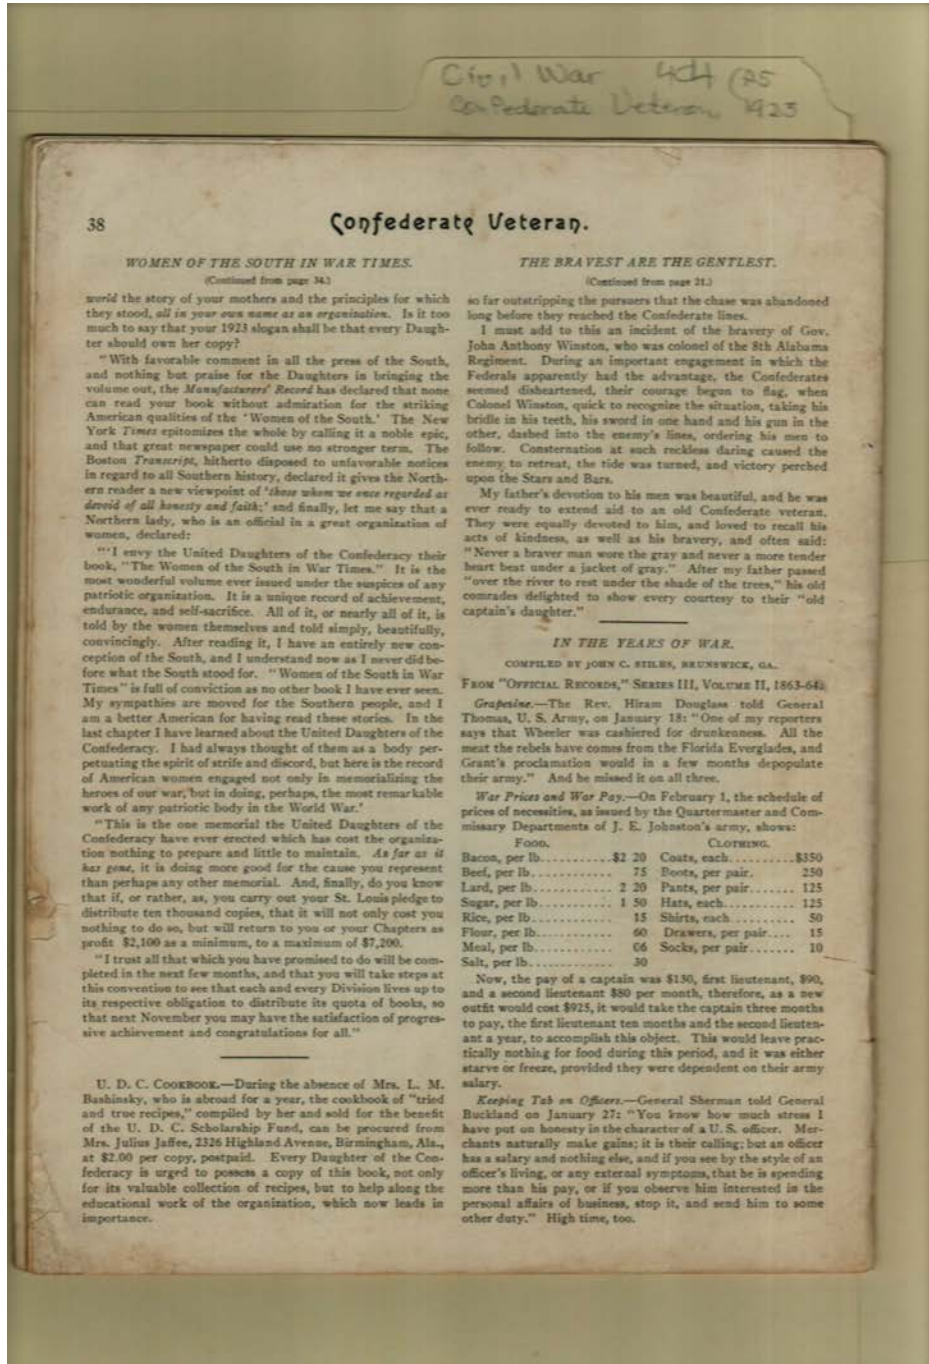 Civil War 4d4 (25
Confederate Veteran, 1923
38
Confederate Veteran.
WOMEN OF THE SOUTH IN WAR TIMES.
(Continued from page 34.)
world the story of your mothers and the principles for which
they stood, all in your own name as an organization. Is it too
much to say that your 1923 slogan shall be that every Daugh-
ter should own her copy?
"With favorable comment in all the press of the South,
and nothing but praise for the Daughters in bringing the
volume out, the Manufacturers' Record has declared that none
can read your book without admiration for the striking
American qualities of the 'Women of the South.' The New
York Times epitomizes the whole by calling it a noble epic,
and that great newspaper could use no stronger term. The
Boston Transcript, hitherto disposed to unfavorable notices
in regard to all Southern history, declared it gives the North-
ern reader a new viewpoint of 'those whom we once regarded as
devoid of all honesty and faith;' and finally, let me say that a
Northern lady, who is an official in a great organization of
women, declared:
"'I envy the United Daughters of the Confederacy their
book, "The Women of the South in War Times." It is the
most wonderful volume ever issued under the auspices of any
patriotic organization. It is a unique record of achievement,
endurance, and self-sacrifice. All of it, or nearly all of it, is
told by the women themselves and told simply, beautifully,
convincingly. After reading it, I have an entirely new con-
ception of the South, and I understand now as I never did be-
fore what the South stood for. "Women of the South in War
Times" is full of conviction as no other book I have ever seen.
My sympathies are moved for the Southern people, and I
am a better American for having read these stories. In the
last chapter I have learned about the United Daughters of the
Confederacy. I had always thought of them as a body per-
petuating the spirit of strife and discord, but here is the record
of American women engaged not only in memorializing the
heroes of our war, but in doing, perhaps, the most remarkable
work of any patriotic body in the World War.'
"This is the one memorial the United Daughters of the
Confederacy have ever erected which has cost the organiza-
tion nothing to prepare and little to maintain. As far as it
has gone, it is doing more good for the cause you represent
than perhaps any other memorial. And, finally, do you know
that if, or rather, as, you carry out your St. Louis pledge to
distribute ten thousand copies, that it will not only cost you
nothing to do so, but will return to you or your Chapters as
profit $2,100 as a minimum, to a maximum of $7,200.
"I trust all that which you have promised to do will be com-
pleted in the next few months, and that you will take steps at
this convention to see that each and every Division lives up to
its respective obligation to distribute its quota of books, so
that next November you may have the satisfaction of progres-
sive achievement and congratulations for all."
U. D. C. COOKBOOK.—During the absence of Mrs. L. M.
Bashinsky, who is abroad for a year, the cookbook of "tried
and true recipes," compiled by her and sold for the benefit
of the U. D. C. Scholarship Fund, can be procured from
Mrs. Julius Jaffee, 2326 Highland Avenue, Birmingham, Ala.,
at $2.00 per copy, postpaid. Every Daughter of the Con-
federacy is urged to possess a copy of this book, not only
for its valuable collection of recipes, but to help along the
educational work of the organization, which now leads in
importance.
THE BRAVEST ARE THE GENTLEST.
(Continued from page 21.)
so far outstripping the pursuers that the chase was abandoned
long before they reached the Confederate lines.
I must add to this an incident of the bravery of Gov.
John Anthony Winston, who was colonel of the 8th Alabama
Regiment. During an important engagement in which the
Federals apparently had the advantage, the Confederates
seemed disheartened, their courage begun to flag, when
Colonel Winston, quick to recognize the situation, taking his
bridle in his teeth, his sword in one hand and his gun in the
other, dashed into the enemy's lines, ordering his men to
follow. Consternation at such reckless daring caused the
enemy to retreat, the tide was turned, and victory perched
upon the Stars and Bars.
My father's devotion to his men was beautiful, and he was
ever ready to extend aid to an old Confederate veteran.
They were equally devoted to him, and loved to recall his
acts of kindness, as well as his bravery, and often said:
"Never a braver man wore the gray and never a more tender
heart beat under a jacket of gray." After my father passed
"over the river to rest under the shade of the trees," his old
comrades delighted to show every courtesy to their "old
captain's daughter."
IN THE YEARS OF WAR.
COMPILED BY JOHN C. STILES, BRUNSWICK, GA.
FROM "OFFICIAL RECORDS," SERIES III, VOLUME II, 1863-64.
Grapevine.—The Rev. Hiram Douglass told General
Thomas, U. S. Army, on January 18: "One of my reporters
says that Wheeler was cashiered for drunkenness. All the
meat the rebels have comes from the Florida Everglades, and
Grant's proclamation would in a few months depopulate
their army." And he missed it on all three.
War Prices and War Pay.—On February 1, the schedule of
prices of necessities, as issued by the Quartermaster and Com-
missary Departments of J. E. Johnston's army, shows:
FOOD. CLOTHING.
Bacon, per lb..........$2 20 Coats, each..........$350
Beef, per lb........... 75 Boots, per pair. 250
Lard, per lb........... 2 20 Pants, per pair....... 125
Sugar, per lb.......... 1 50 Hats, each.......... 125
Rice, per lb........... 15 Shirts, each......... 50
Flour, per lb.......... 60 Drawers, per pair.... 15
Meal, per lb........... 06 Socks, per pair....... 10
Salt, per lb............ 30
Now, the pay of a captain was $130, first lieutenant, $90,
and a second lieutenant $80 per month, therefore, as a new
outfit would cost $925, it would take the captain three months
to pay, the first lieutenant ten months and the second lieuten-
ant a year, to accomplish this object. This would leave prac-
tically nothing for food during this period, and it was either
starve or freeze, provided they were dependent on their army
salary.
Keeping Tab on Officers.—General Sherman told General
Buckland on January 27: "You know how much stress I
have put on honesty in the character of a U. S. officer. Mer-
chants naturally make gains; it is their calling; but an officer
has a salary and nothing else, and if you see by the style of an
officer's living, or any external symptoms, that he is spending
more than his pay, or if you observe him interested in the
personal affairs of business, stop it, and send him to some
other duty." High time, too.